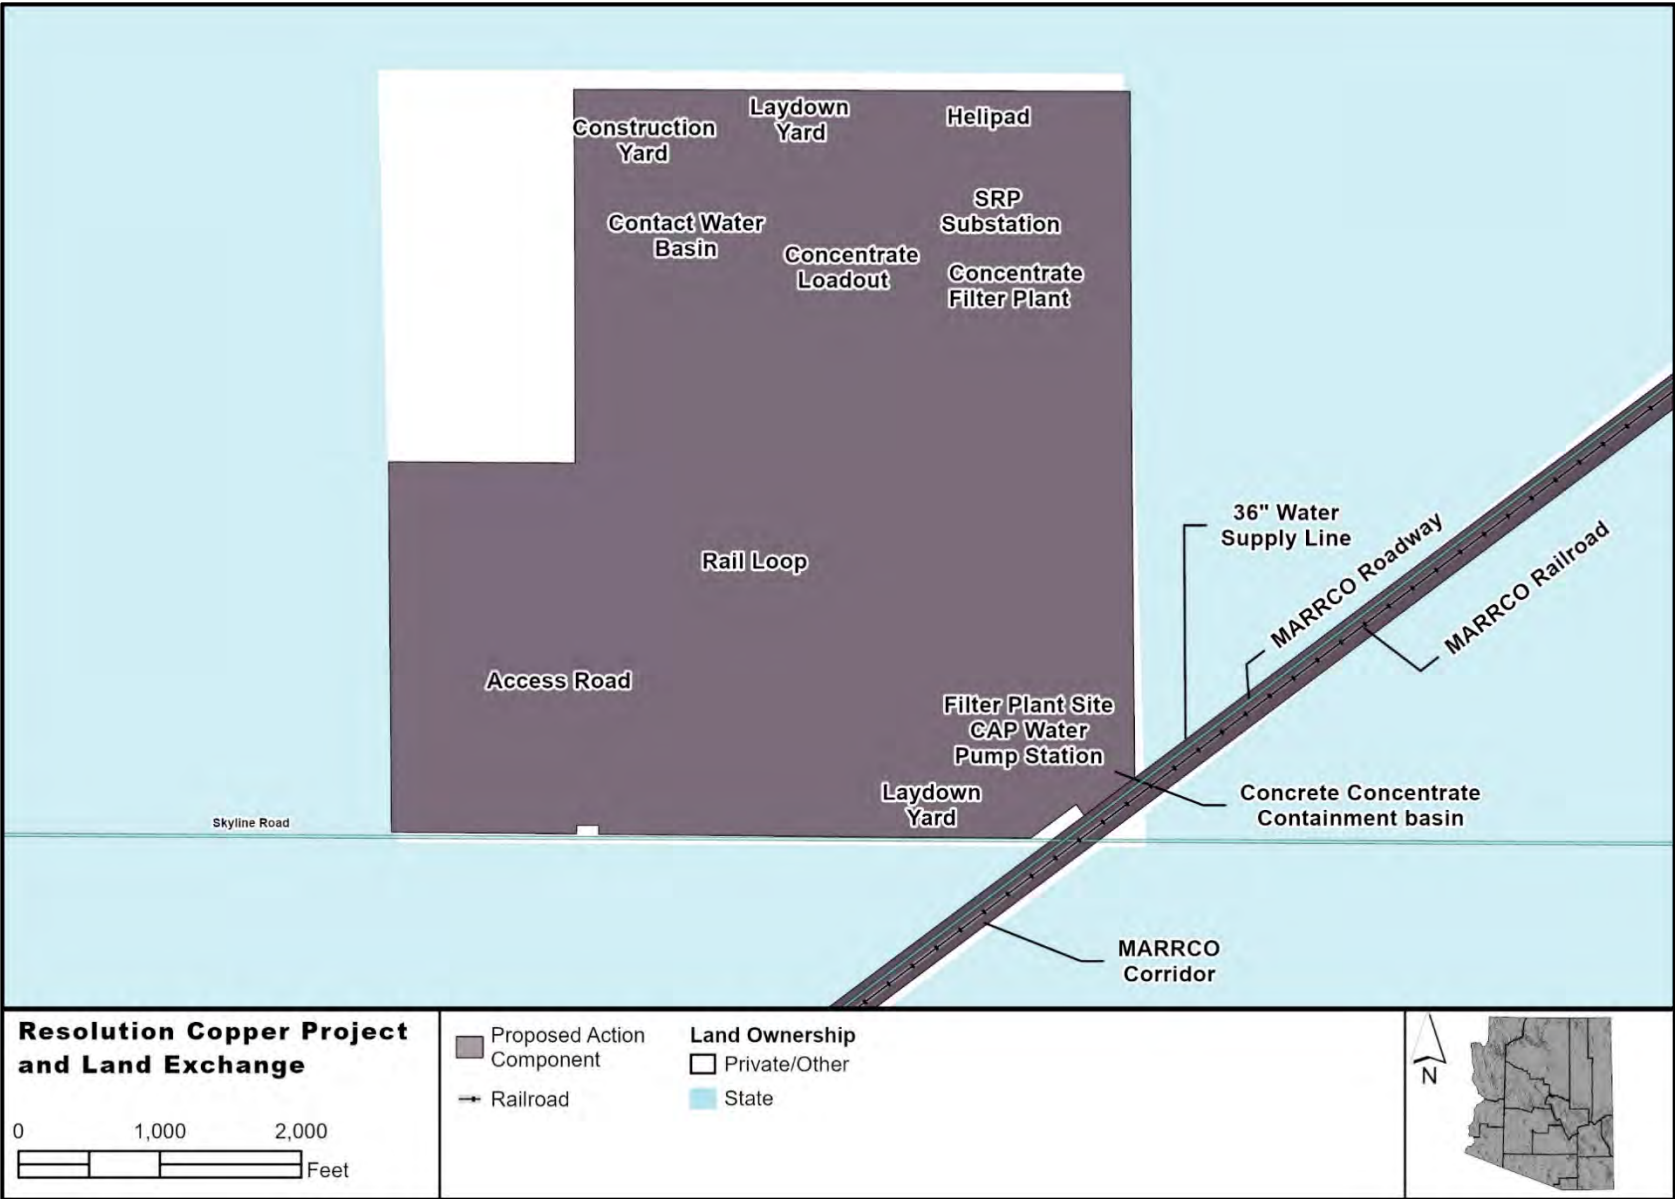 Laydown
Yard
Helipad
Construction
Yard
SRP
Substation
Contact Water
Basin
Concentrate
Loadout
Concentrate
Filter Plant
36" Water
Supply Line
MARRCO Roadway
MARRCO Railroad
Rail Loop
Access Road
Filter Plant Site
CAP Water
Pump Station
Laydown
Yard
Concrete Concentrate
Containment basin
Skyline Road
MARRCO
Corridor
Resolution Copper Project
and Land Exchange
0 1,000 2,000
Feet
Proposed Action
Component
Railroad
Land Ownership
Private/Other
State
N